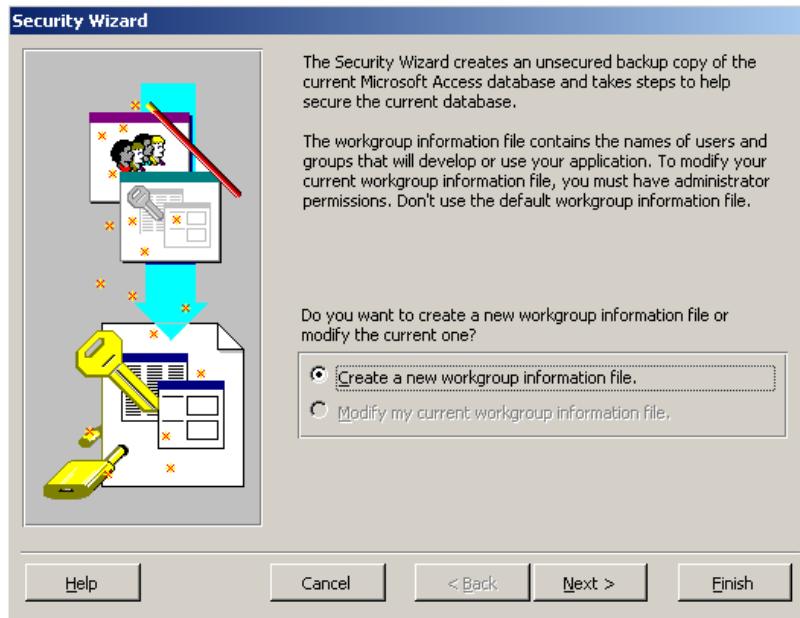 Security Wizard
The Security Wizard creates an unsecured backup copy of the
current Microsoft Access database and takes steps to help
secure the current database.
The workgroup information file contains the names of users and
groups that will develop or use your application. To modify your
current workgroup information file, you must have administrator
permissions. Don't use the default workgroup information file.
Do you want to create a new workgroup information file or
modify the current one?
Create a new workgroup information file.
Modify my current workgroup information file.
Help
Cancel
< Back
Next >
Finish